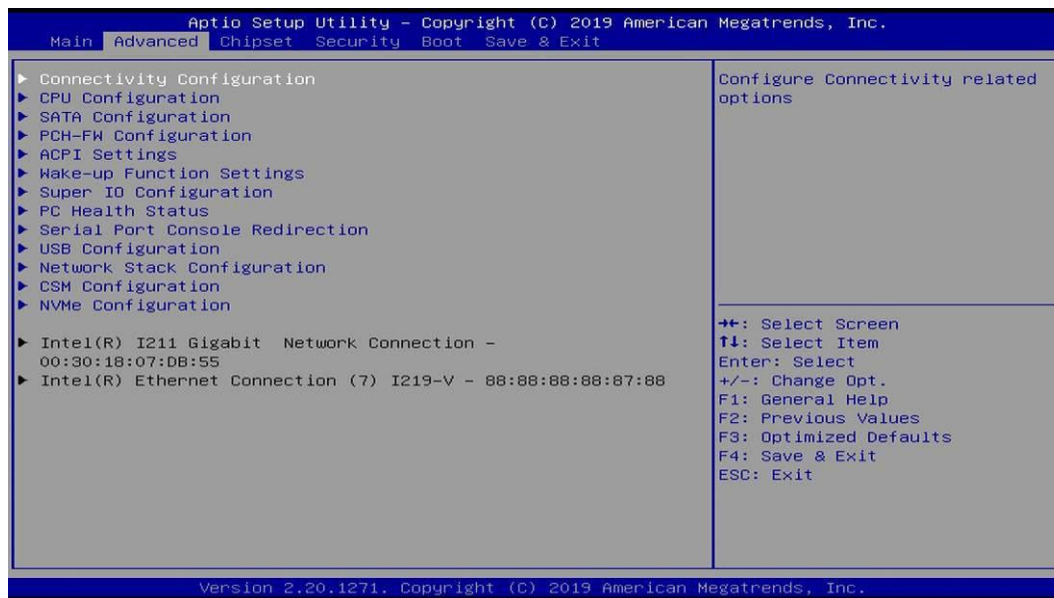 Aptio Setup Utility – Copyright (C) 2019 American Megatrends, Inc.
Main Advanced Chipset Security Boot Save & Exit
► Connectivity Configuration
► CPU Configuration
► SATA Configuration
► PCH-FW Configuration
► ACPI Settings
► Wake-up Function Settings
► Super IO Configuration
► PC Health Status
► Serial Port Console Redirection
► USB Configuration
► Network Stack Configuration
► CSM Configuration
► NVMe Configuration
► Intel(R) I211 Gigabit  Network Connection –
00:30:18:07:DB:55
► Intel(R) Ethernet Connection (7) I219-V – 88:88:88:88:87:88
Configure Connectivity related
options
→←: Select Screen
↑↓: Select Item
Enter: Select
+/-: Change Opt.
F1: General Help
F2: Previous Values
F3: Optimized Defaults
F4: Save & Exit
ESC: Exit
Version 2.20.1271. Copyright (C) 2019 American Megatrends, Inc.